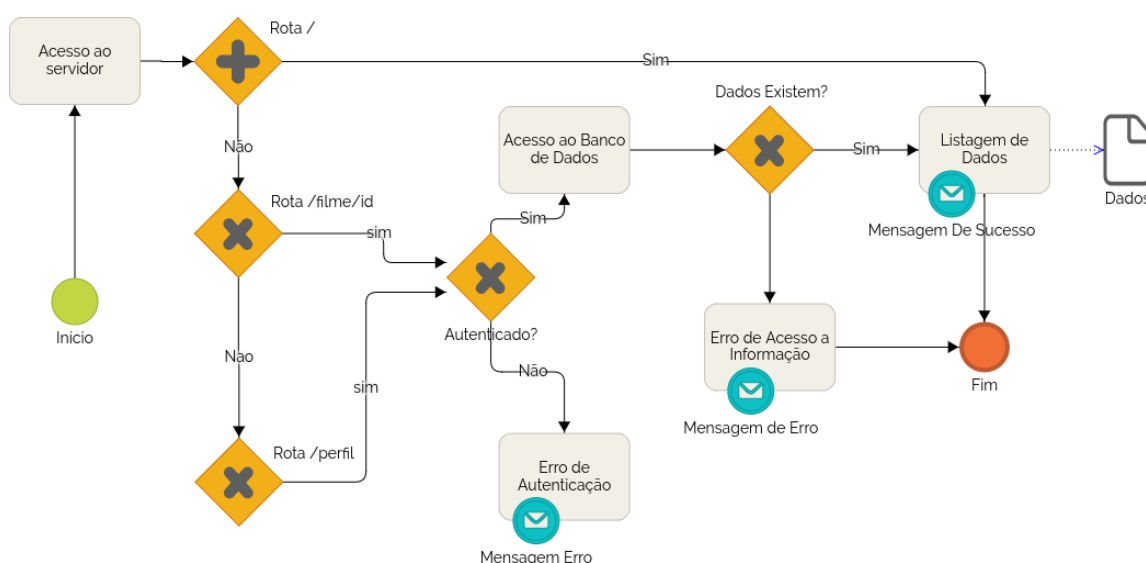 Rota /
Acesso ao
servidor
Sim
Dados Existem?
Acesso ao Banco
de Dados
Sim
Listagem de
Dados
Não
Dados
Rota /filme/id
sim
Sim
Mensagem De Sucesso
Autenticado?
Inicio
Erro de Acesso a
Informação
Nao
sim
Não
Fim
Mensagem de Erro
Rota /perfil
Erro de
Autenticação
Mensagem Erro